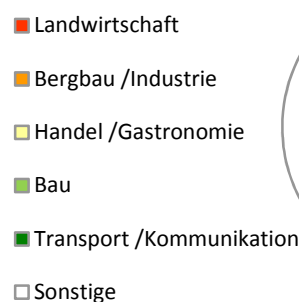 Landwirtschaft
Bergbau /Industrie
Handel /Gastronomie
Bau
Transport /Kommunikation
Sonstige